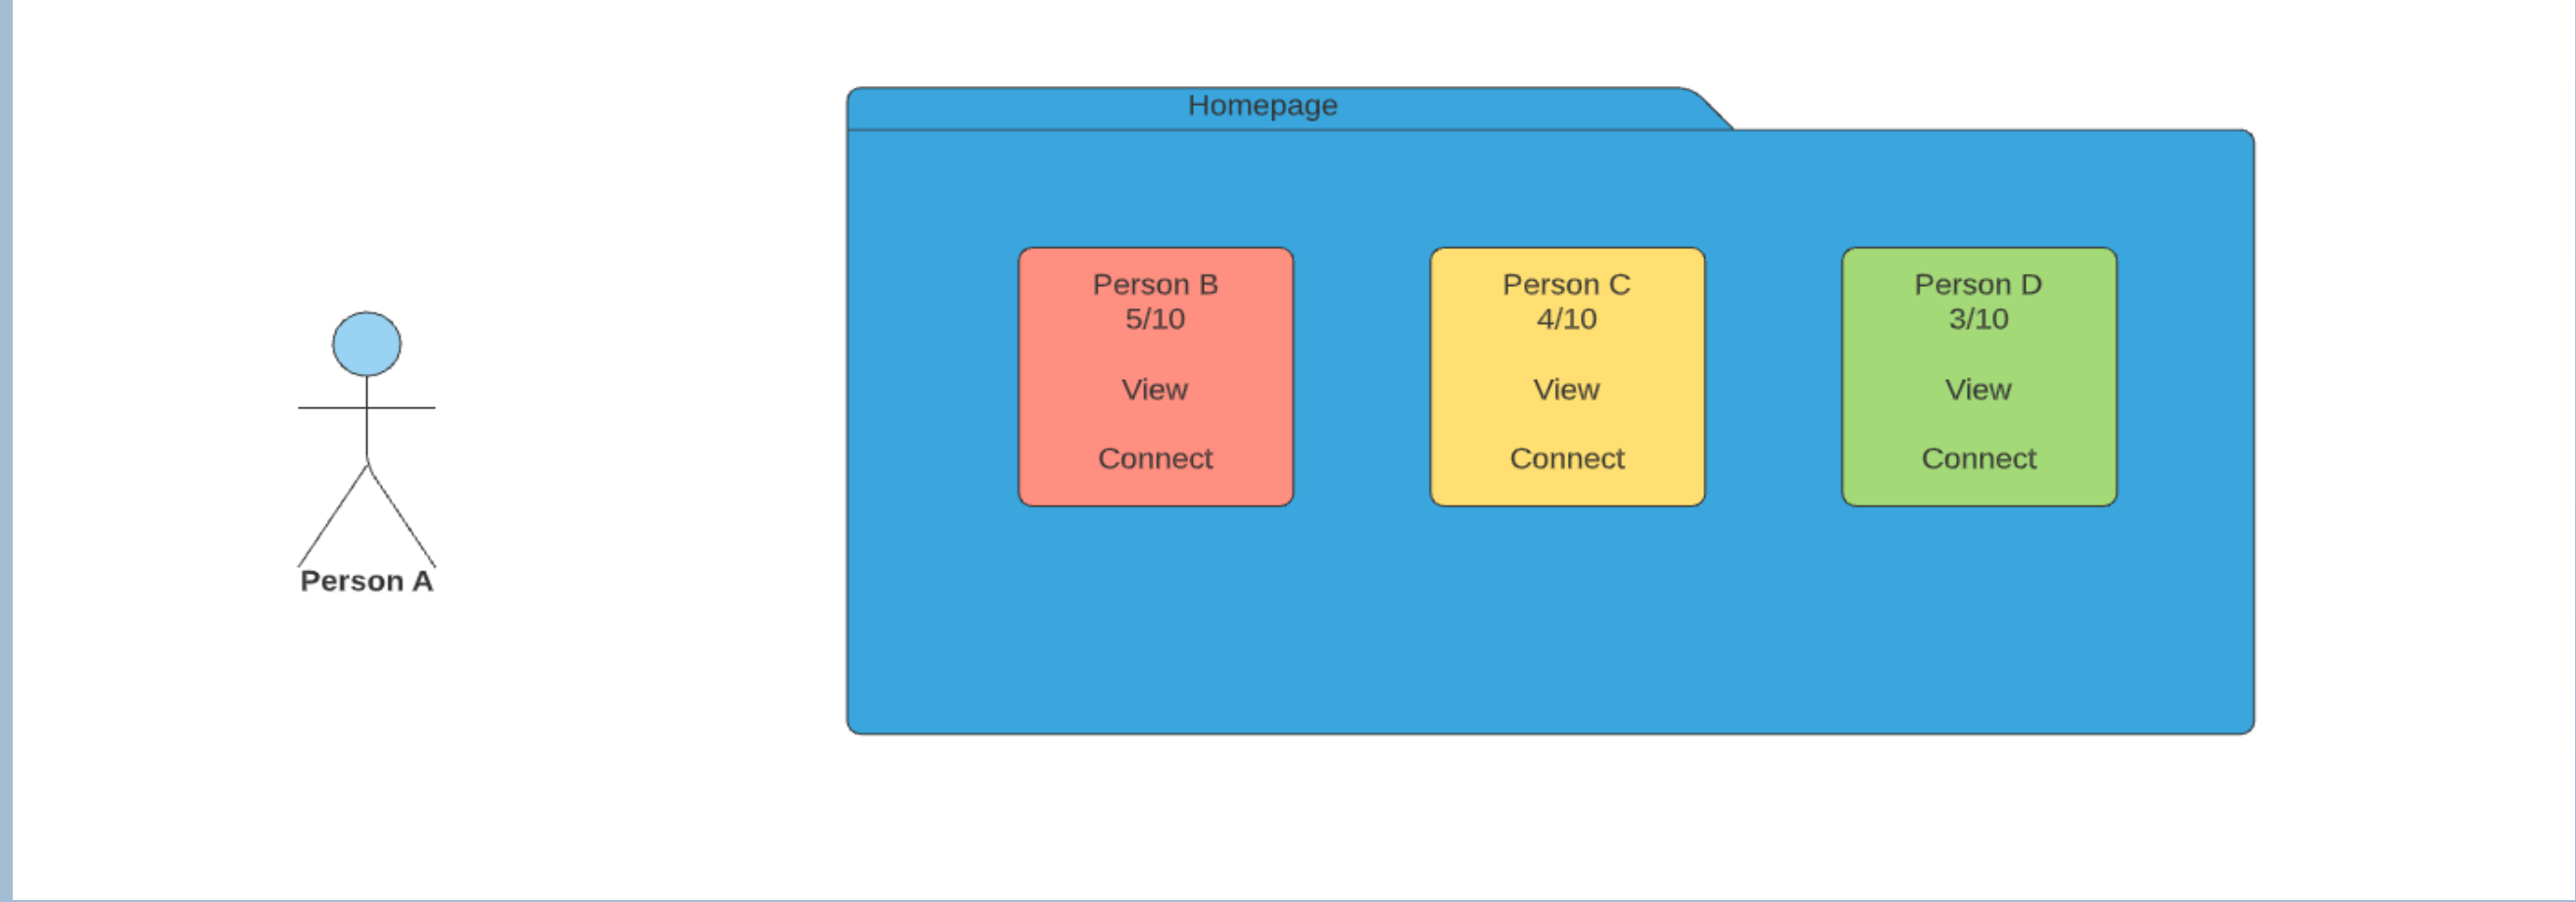 Homepage
Person A
Person B
5/10
View
Connect
Person C
4/10
View
Connect
Person D
3/10
View
Connect